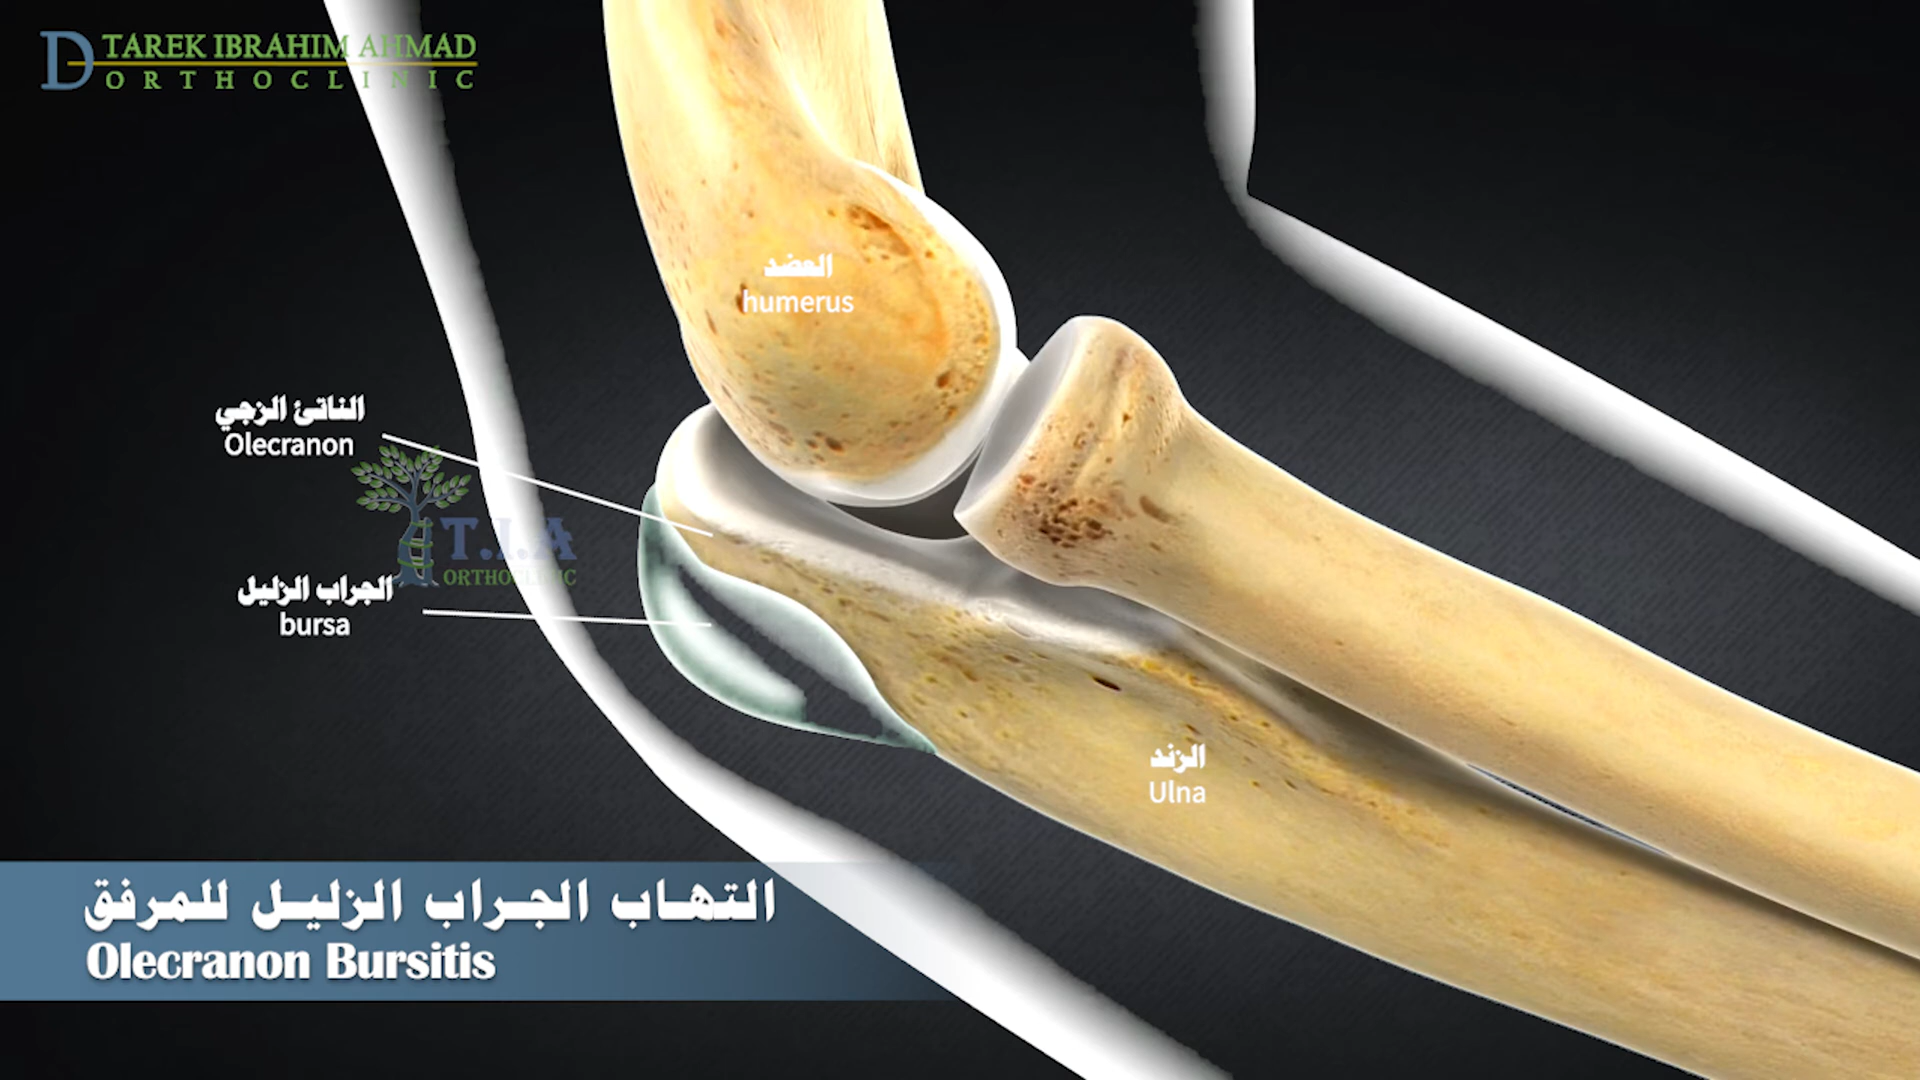 D TAREK IBRAHIM AHMAD
ORTHOCLINIC
العضد
humerus
الناتئ الزجي
Olecranon
T.I.A
ORTHOCLINIC
الجراب الزليل
bursa
الزند
Ulna
التهاب الجراب الزليل للمرفق
Olecranon Bursitis